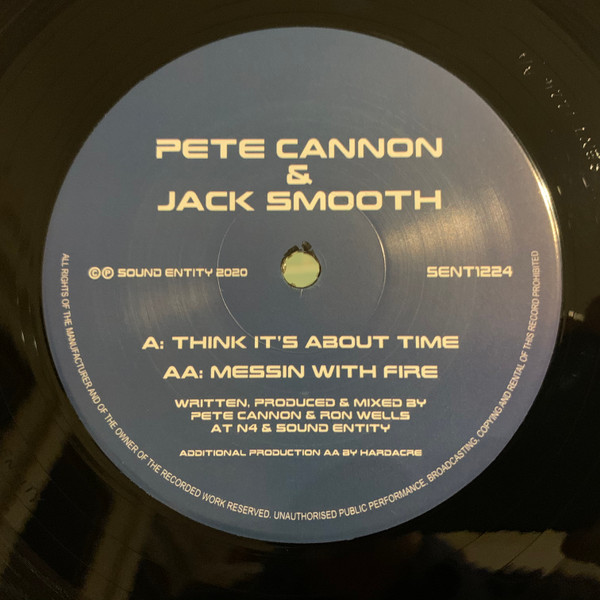 PETE CANNON
&
JACK SMOOTH
©℗ SOUND ENTITY 2020
SENT1224
A: THINK IT'S ABOUT TIME
AA: MESSIN WITH FIRE
WRITTEN, PRODUCED & MIXED BY
PETE CANNON & RON WELLS
AT N4 & SOUND ENTITY
ADDITIONAL PRODUCTION AA BY HARDACRE
ALL RIGHTS OF THE MANUFACTURER AND OF THE OWNER OF THE RECORDED WORK RESERVED. UNAUTHORISED PUBLIC PERFORMANCE, BROADCASTING, COPYING AND RENTAL OF THIS RECORD PROHIBITED